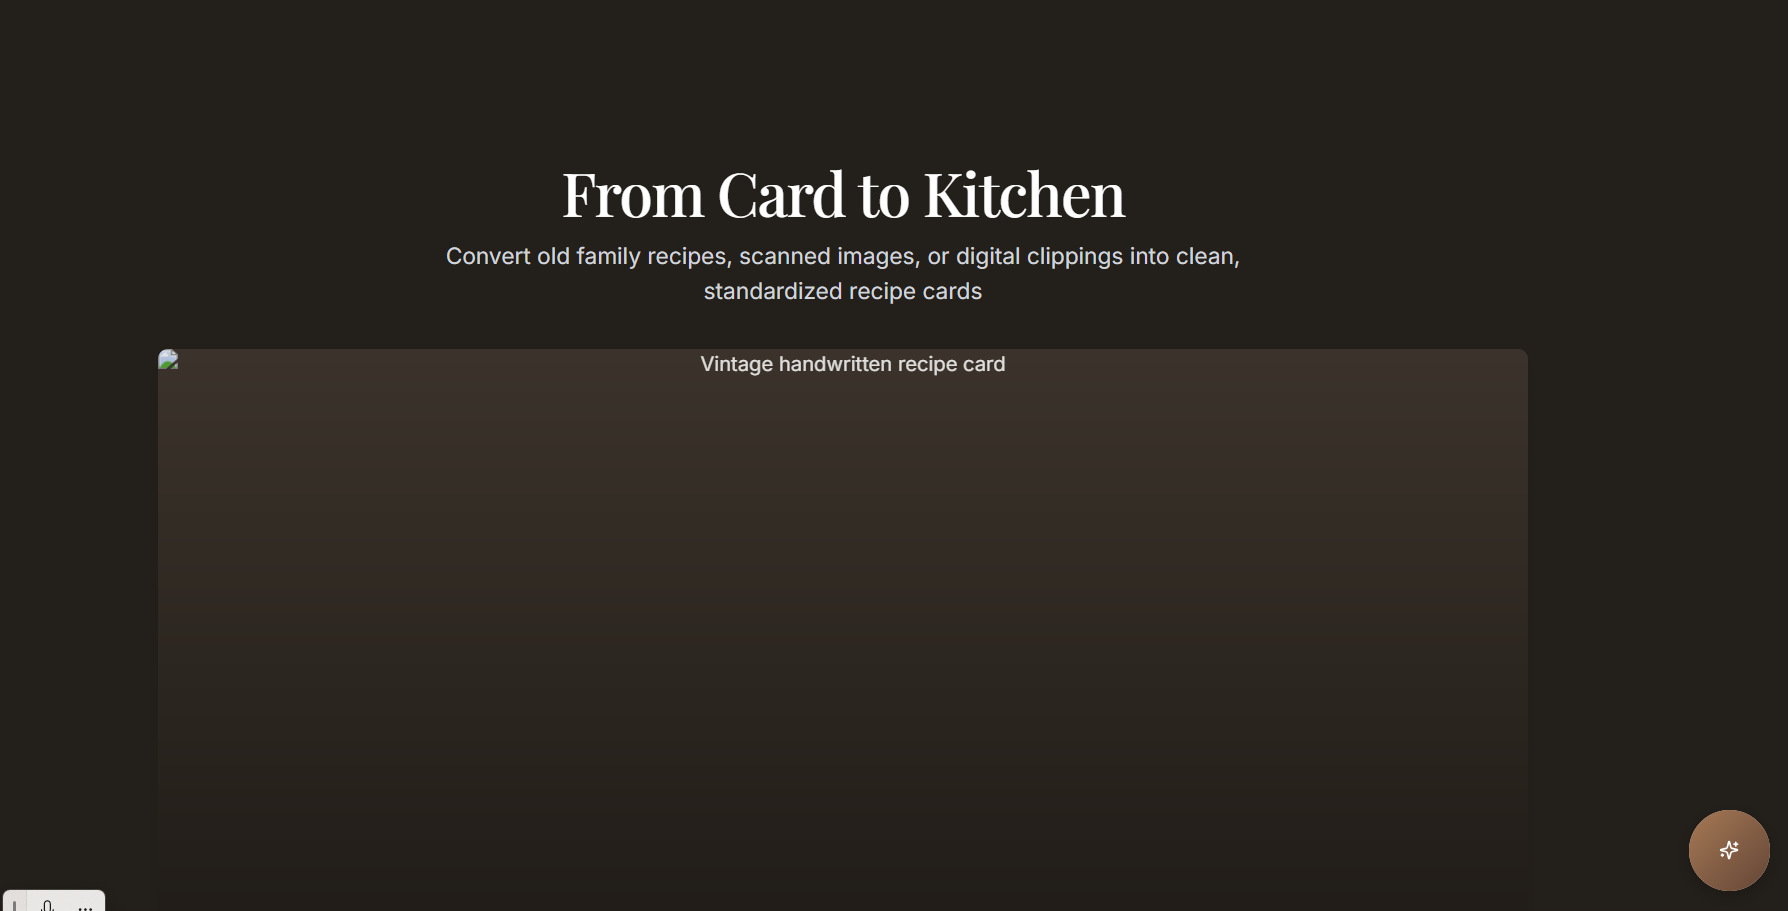 From Card to Kitchen
Convert old family recipes, scanned images, or digital clippings into clean,
standardized recipe cards
Vintage handwritten recipe card